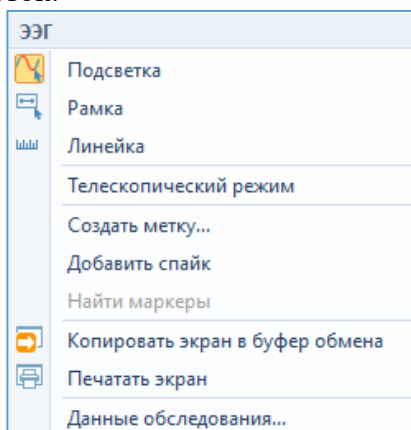 ЭЭГ
Подсветка
Рамка
Линейка
Телескопический режим
Создать метку...
Добавить спайк
Найти маркеры
Копировать экран в буфер обмена
Печатать экран
Данные обследования...